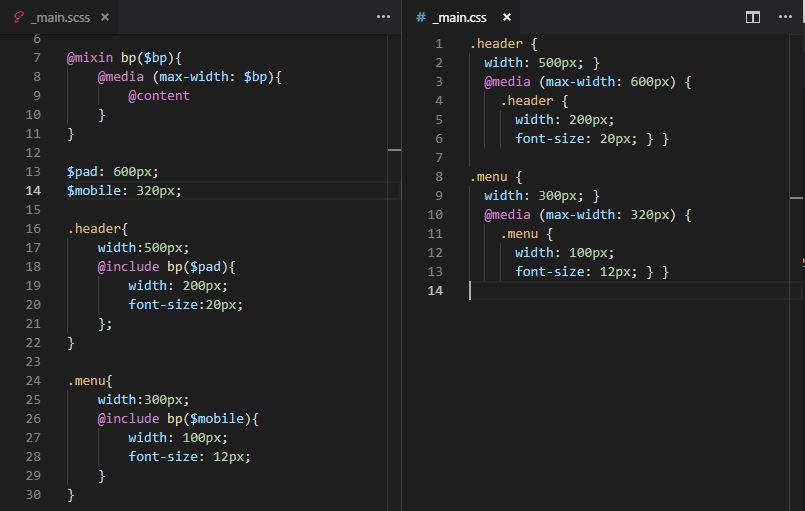 _main.scss ×
6
7 @mixin bp($bp){
8 @media (max-width: $bp){
9 @content
10 }
11 }
12
13 $pad: 600px;
14 $mobile: 320px;
15
16 .header{
17 width:500px;
18 @include bp($pad){
19 width: 200px;
20 font-size:20px;
21 };
22 }
23
24 .menu{
25 width:300px;
26 @include bp($mobile){
27 width: 100px;
28 font-size: 12px;
29 }
30 }
# _main.css ×
1 .header {
2 width: 500px; }
3 @media (max-width: 600px) {
4 .header {
5 width: 200px;
6 font-size: 20px; } }
7
8 .menu {
9 width: 300px; }
10 @media (max-width: 320px) {
11 .menu {
12 width: 100px;
13 font-size: 12px; } }
14